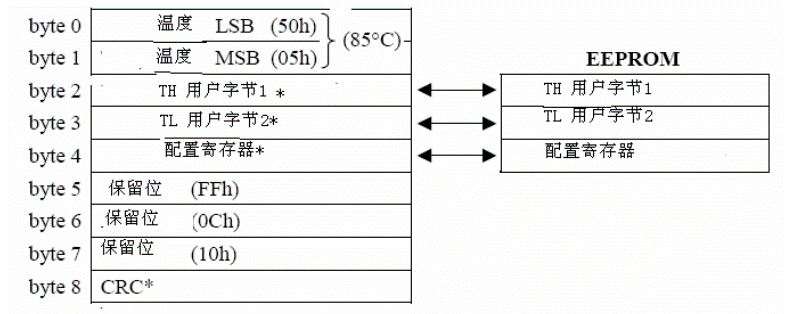 byte 0 温度 LSB (50h)
(85°C)
byte 1 温度 MSB (05h)
EEPROM
byte 2 TH 用户字节1 * TH 用户字节1
byte 3 TL 用户字节2* TL 用户字节2
byte 4 配置寄存器* 配置寄存器
byte 5 保留位 (FFh)
byte 6 保留位 (0Ch)
byte 7 保留位 (10h)
byte 8 CRC*